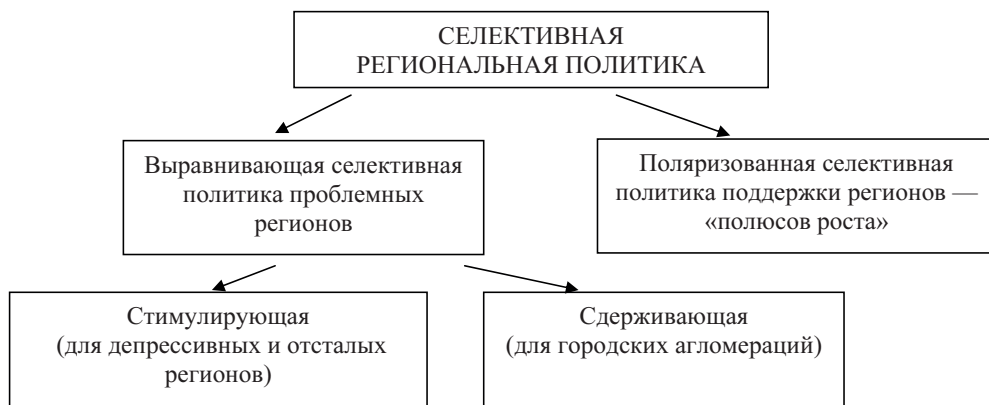 СЕЛЕКТИВНАЯ
РЕГИОНАЛЬНАЯ ПОЛИТИКА
Выравнивающая селективная
политика проблемных
регионов
Поляризованная селективная
политика поддержки регионов —
«полюсов роста»
Стимулирующая
(для депрессивных и отсталых
регионов)
Сдерживающая
(для городских агломераций)